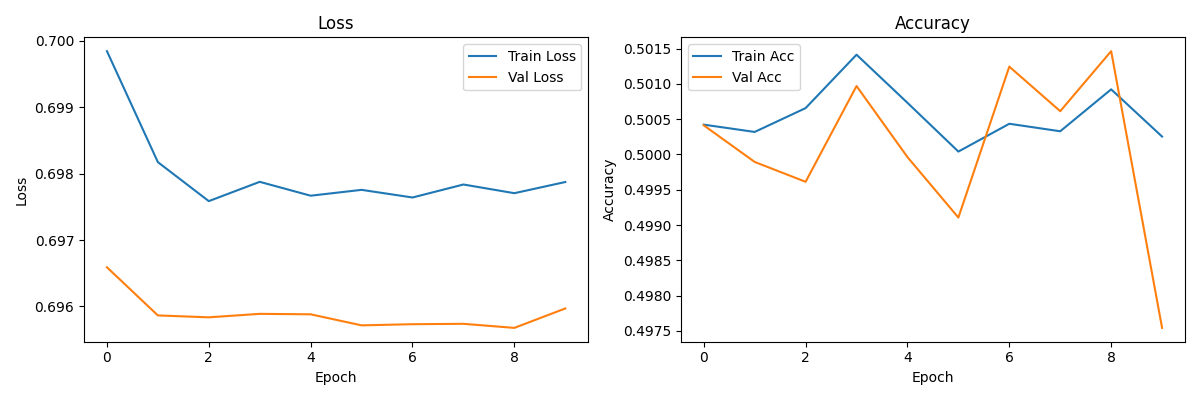 Loss
0.700
0.699
0.698
0.697
0.696
Loss
0 2 4 6 8
Epoch
Train Loss
Val Loss
Accuracy
0.5015
0.5010
0.5005
0.5000
0.4995
0.4990
0.4985
0.4980
0.4975
Accuracy
0 2 4 6 8
Epoch
Train Acc
Val Acc